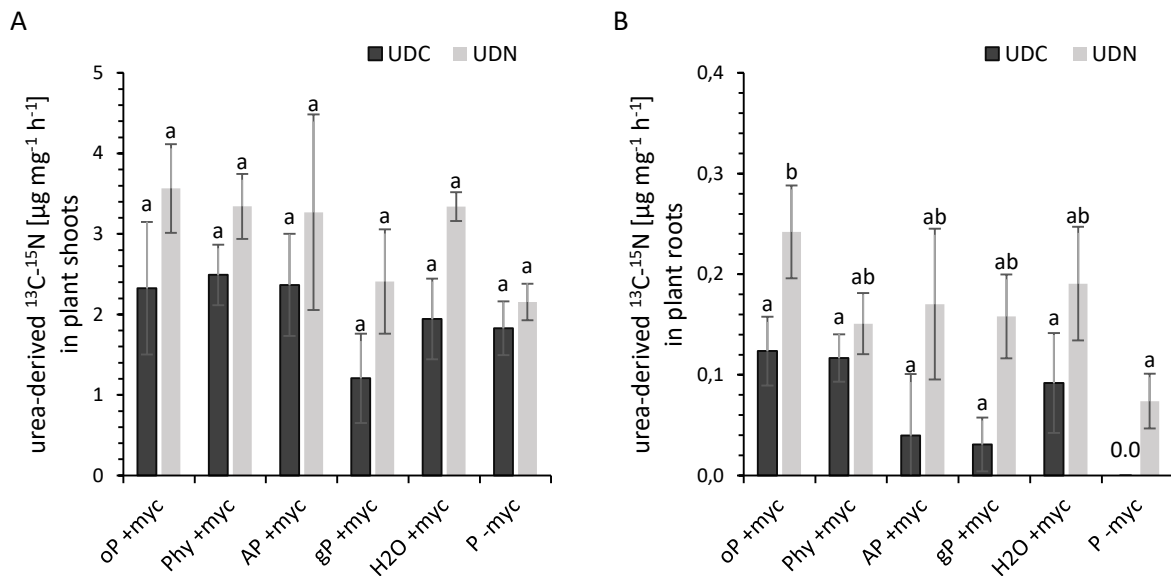 A
UDC UDN
urea-derived ¹³C-¹⁵N [µg mg⁻¹ h⁻¹]
in plant shoots
5
4
3
2
1
0
a a a a a a a a a a a a
oP +myc
Phy +myc
AP +myc
gP +myc
H2O +myc
P -myc
B
UDC UDN
urea-derived ¹³C-¹⁵N [µg mg⁻¹ h⁻¹]
in plant roots
0,4
0,3
0,2
0,1
0,0
a b a ab a ab a ab a ab 0.0 a
oP +myc
Phy +myc
AP +myc
gP +myc
H2O +myc
P -myc